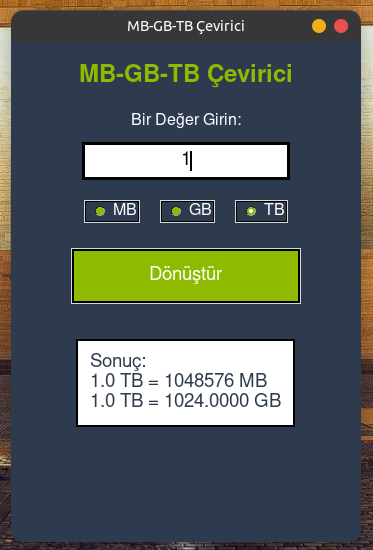 MB-GB-TB Çevirici
MB-GB-TB Çevirici
Bir Değer Girin:
1
MB GB TB
Dönüştür
Sonuç:
1.0 TB = 1048576 MB
1.0 TB = 1024.0000 GB